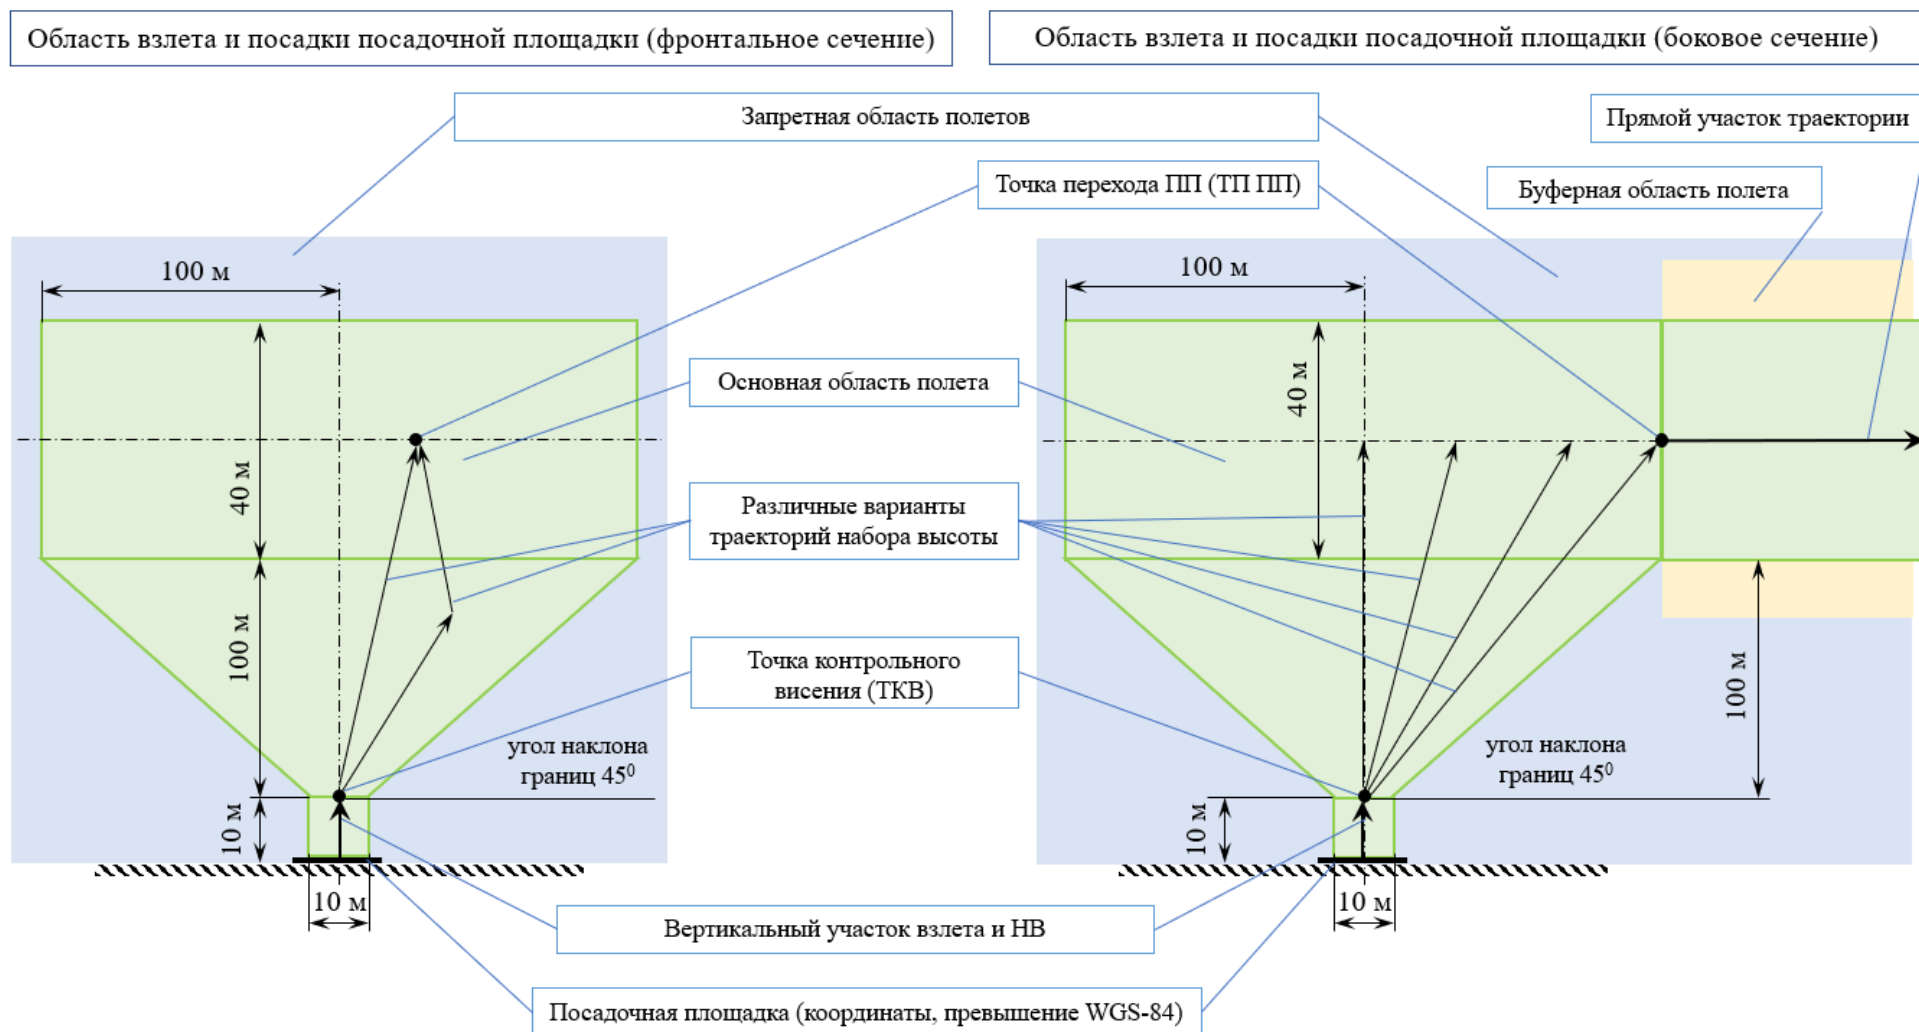 Область взлета и посадки посадочной площадки (фронтальное сечение)
Область взлета и посадки посадочной площадки (боковое сечение)
Запретная область полетов
Прямой участок траектории
Точка перехода ПП (ТП ПП)
Буферная область полета
100 м
100 м
Основная область полета
40 м
40 м
Различные варианты
траекторий набора высоты
100 м
100 м
Точка контрольного
висения (ТКВ)
угол наклона
границ 45⁰
угол наклона
границ 45⁰
10 м
10 м
10 м
10 м
Вертикальный участок взлета и НВ
Посадочная площадка (координаты, превышение WGS-84)